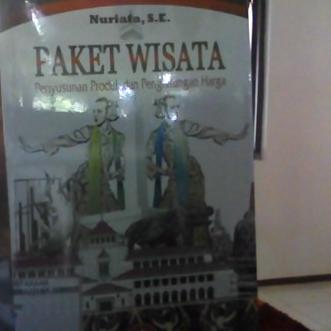 Nuriata, S.E.
PAKET WISATA
Penyusunan Produk dan Penghitungan Harga